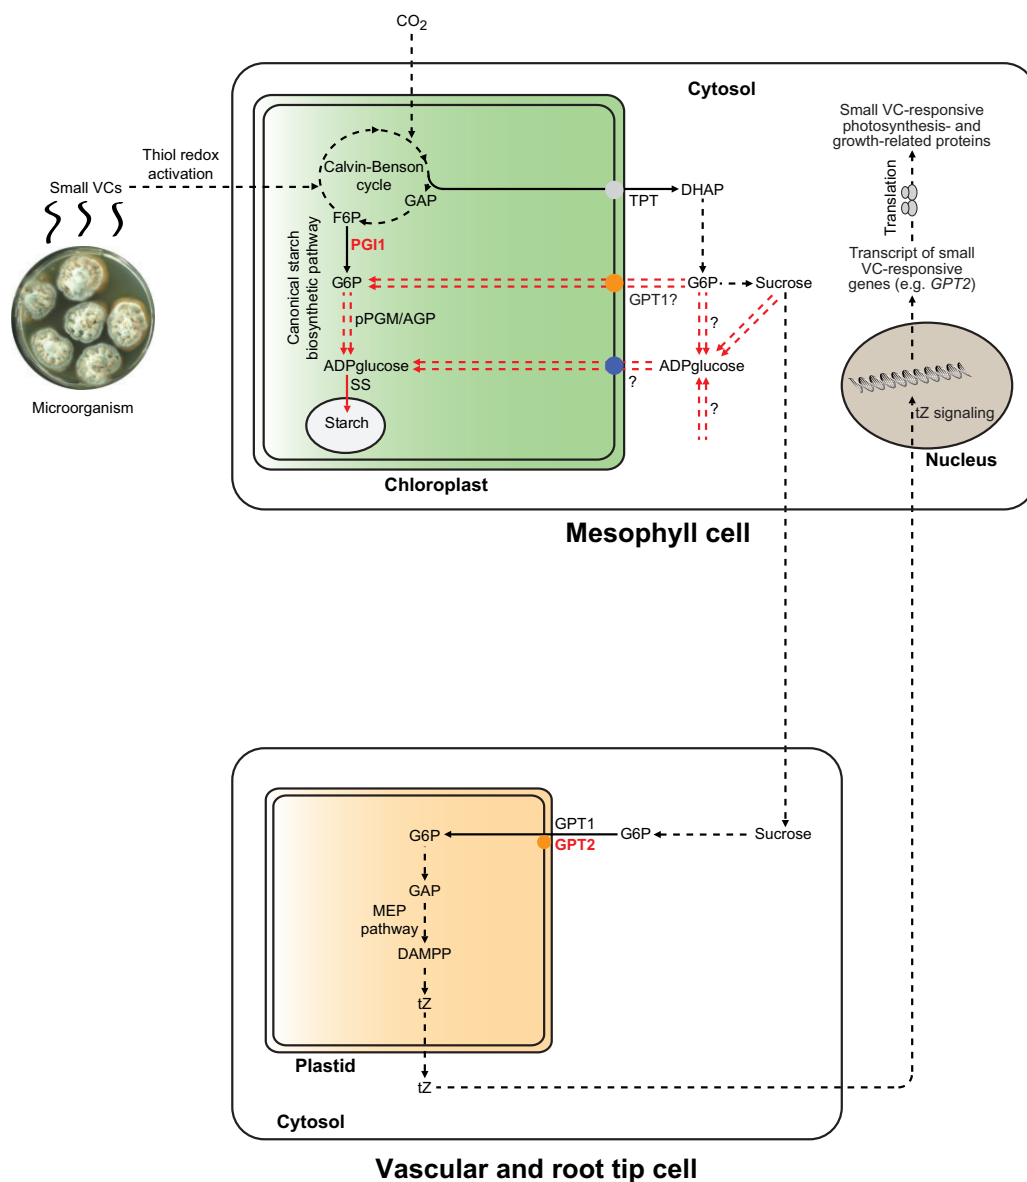 CO2
Cytosol
Small VC-responsive
photosynthesis- and
growth-related proteins
Thiol redox
activation
Small VCs
Calvin-Benson
cycle
GAP
F6P
TPT
DHAP
Translation
PGI1
Canonical starch
biosynthetic pathway
G6P
GPT1?
G6P
Sucrose
Transcript of small
VC-responsive
genes (e.g. GPT2)
pPGM/AGP
?
ADPglucose
?
ADPglucose
SS
?
Starch
Microorganism
tZ signaling
Nucleus
Chloroplast
Mesophyll cell
GPT1
GPT2
G6P
G6P
Sucrose
GAP
MEP
pathway
DAMPP
tZ
Plastid
tZ
Cytosol
Vascular and root tip cell